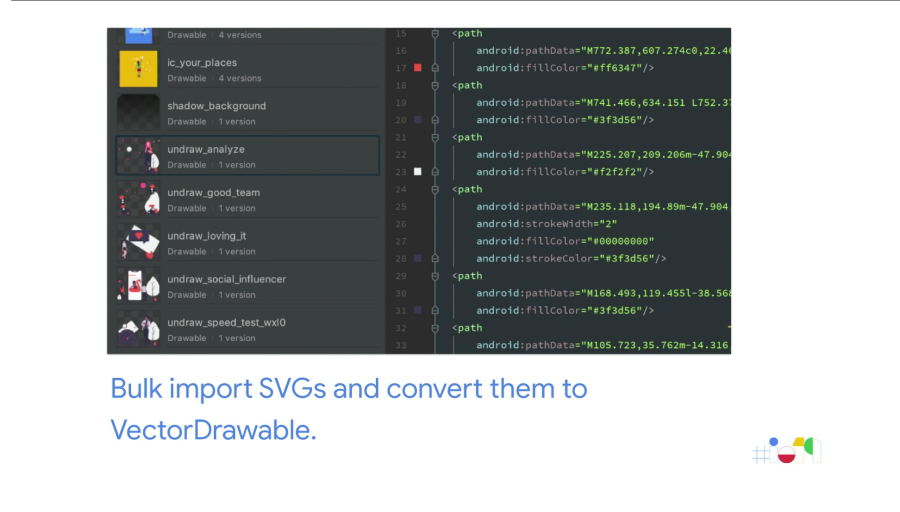 Drawable | 4 versions
ic_your_places
Drawable | 4 versions
shadow_background
Drawable | 1 version
undraw_analyze
Drawable | 1 version
undraw_good_team
Drawable | 1 version
undraw_loving_it
Drawable | 1 version
undraw_social_influencer
Drawable | 1 version
undraw_speed_test_wxl0
Drawable | 1 version
15 <path
16 android:pathData="M772.387,607.274c0,22.46
17 android:fillColor="#ff6347"/>
18 <path
19 android:pathData="M741.466,634.151 L752.37
20 android:fillColor="#3f3d56"/>
21 <path
22 android:pathData="M225.207,209.206m-47.904
23 android:fillColor="#f2f2f2"/>
24 <path
25 android:pathData="M235.118,194.89m-47.904
26 android:strokeWidth="2"
27 android:fillColor="#00000000"
28 android:strokeColor="#3f3d56"/>
29 <path
30 android:pathData="M168.493,119.455l-38.568
31 android:fillColor="#3f3d56"/>
32 <path
33 android:pathData="M105.723,35.762m-14.316
Bulk import SVGs and convert them to
VectorDrawable.
#io19